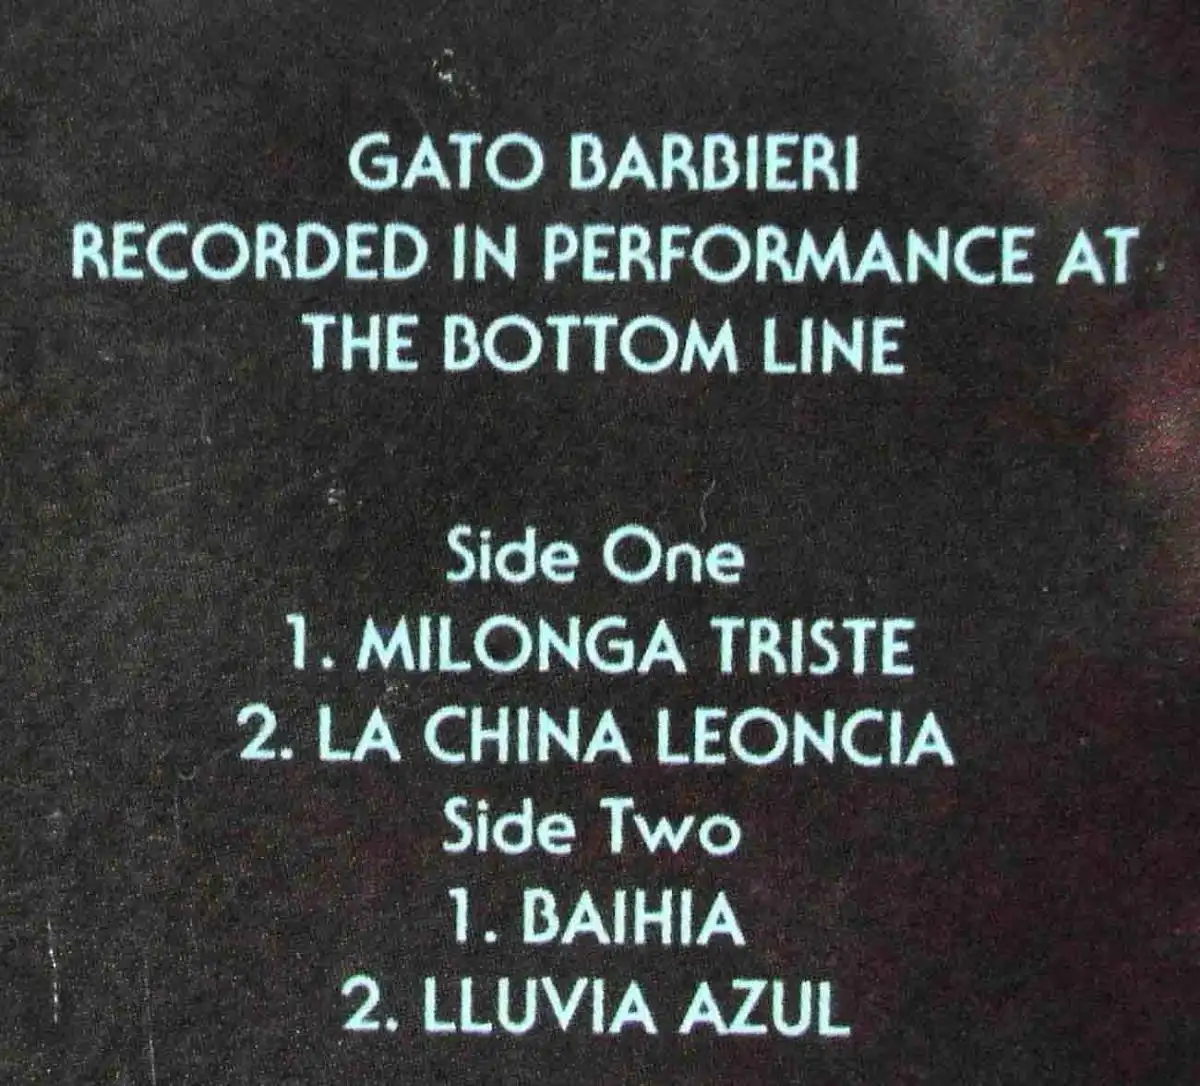 GATO BARBIERI
RECORDED IN PERFORMANCE AT
THE BOTTOM LINE
Side One
1. MILONGA TRISTE
2. LA CHINA LEONCIA
Side Two
1. BAIHIA
2. LLUVIA AZUL